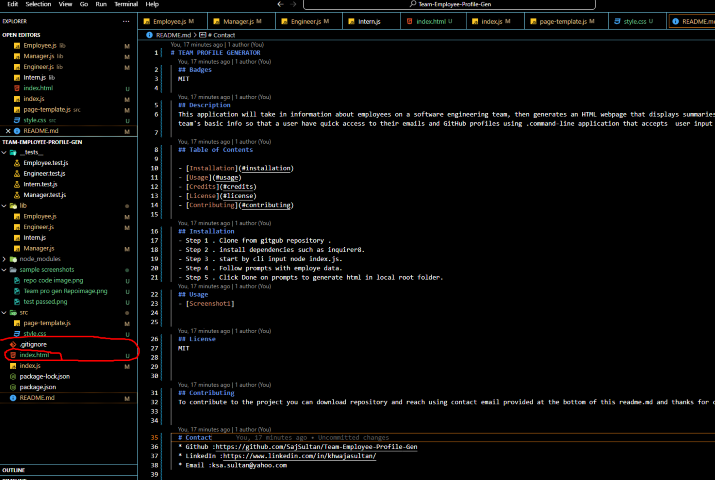 Edit Selection View Go Run Terminal Help
Team-Employee-Profile-Gen
EXPLORER
Employee.js M Manager.js M Engineer.js M Intern.js index.html U index.js M page-template.js M style.css U README.md
README.md > # Contact
OPEN EDITORS
Employee.js lib M
Manager.js lib M
Engineer.js lib M
Intern.js lib
index.html U
index.js M
page-template.js src M
style.css src U
README.md M
TEAM-EMPLOYEE-PROFILE-GEN
__tests__
Employee.test.js
Engineer.test.js
Intern.test.js
Manager.test.js
lib
Employee.js M
Engineer.js M
Intern.js
Manager.js M
node_modules
sample screenshots
repo code image.png U
Team pro gen Repoimage.png U
test passed.png U
src
page-template.js M
style.css U
.gitignore
index.html U
index.js M
package-lock.json
package.json
README.md M
OUTLINE
You, 17 minutes ago | 1 author (You)
1 # TEAM PROFILE GENERATOR
You, 17 minutes ago | 1 author (You)
2 ## Badges
3 MIT
4
You, 17 minutes ago | 1 author (You)
5 ## Description
6 This application will take in information about employees on a software engineering team, then generates an HTML webpage that displays summaries
team's basic info so that a user have quick access to their emails and GitHub profiles using .command-line application that accepts user input
7
You, 17 minutes ago | 1 author (You)
8 ## Table of Contents
9
10 - [Installation](#installation)
11 - [Usage](#usage)
12 - [Credits](#credits)
13 - [License](#license)
14 - [Contributing](#contributing)
15
You, 17 minutes ago | 1 author (You)
16 ## Installation
17 - Step 1 . Clone from gitgub repository .
18 - Step 2 . install dependencies such as inquirer8.
19 - Step 3 . start by cli input node index.js.
20 - Step 4 . Follow prompts with employe data.
21 - Step 5 . Click Done on prompts to generate html in local root folder.
You, 17 minutes ago | 1 author (You)
22 ## Usage
23 - [Screenshot]
24
25
You, 17 minutes ago | 1 author (You)
26 ## License
27 MIT
28
29
30
You, 17 minutes ago | 1 author (You)
31 ## Contributing
32 To contribute to the project you can download repository and reach using contact email provided at the bottom of this readme.md and thanks for c
33
34
You, 17 minutes ago | 1 author (You)
35 # Contact You, 17 minutes ago • Uncommitted changes
36 * Github :https://github.com/SajSultan/Team-Employee-Profile-Gen
37 * LinkedIn :https://www.linkedin.com/in/khwajasultan/
38 * Email :ksa.sultan@yahoo.com
39